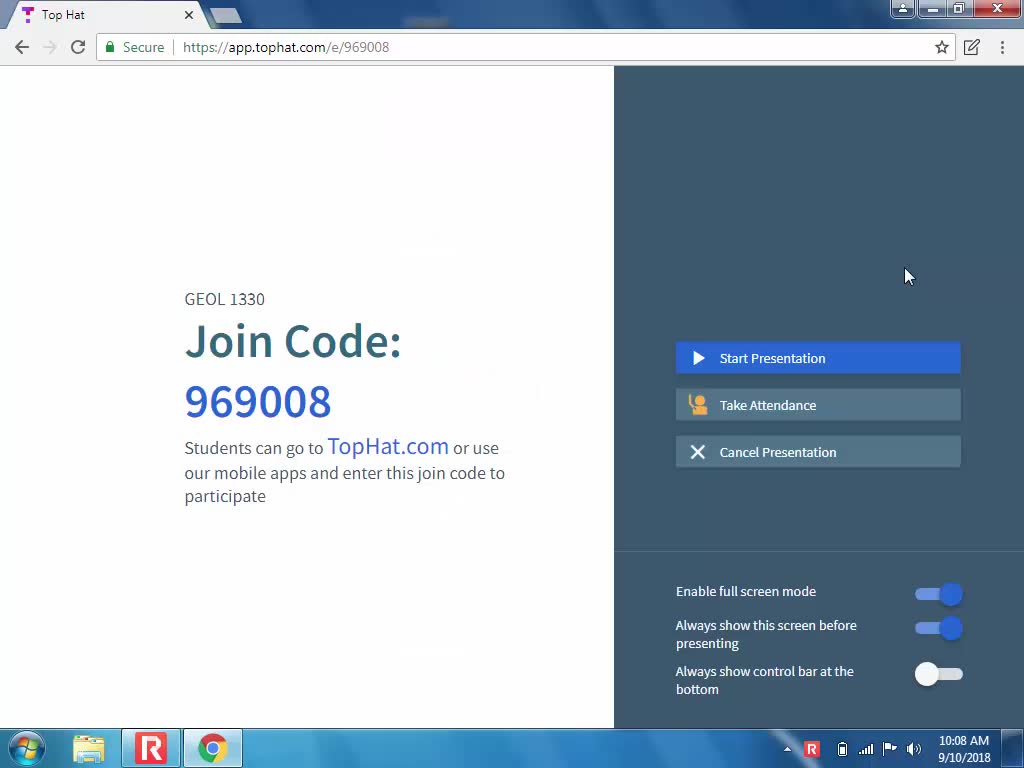 Top Hat
Secure
https://app.tophat.com/e/969008
GEOL 1330
Join Code:
969008
Students can go to TopHat.com or use
our mobile apps and enter this join code to
participate
Start Presentation
Take Attendance
Cancel Presentation
Enable full screen mode
Always show this screen before
presenting
Always show control bar at the
bottom
R
R
10:08 AM
9/10/2018